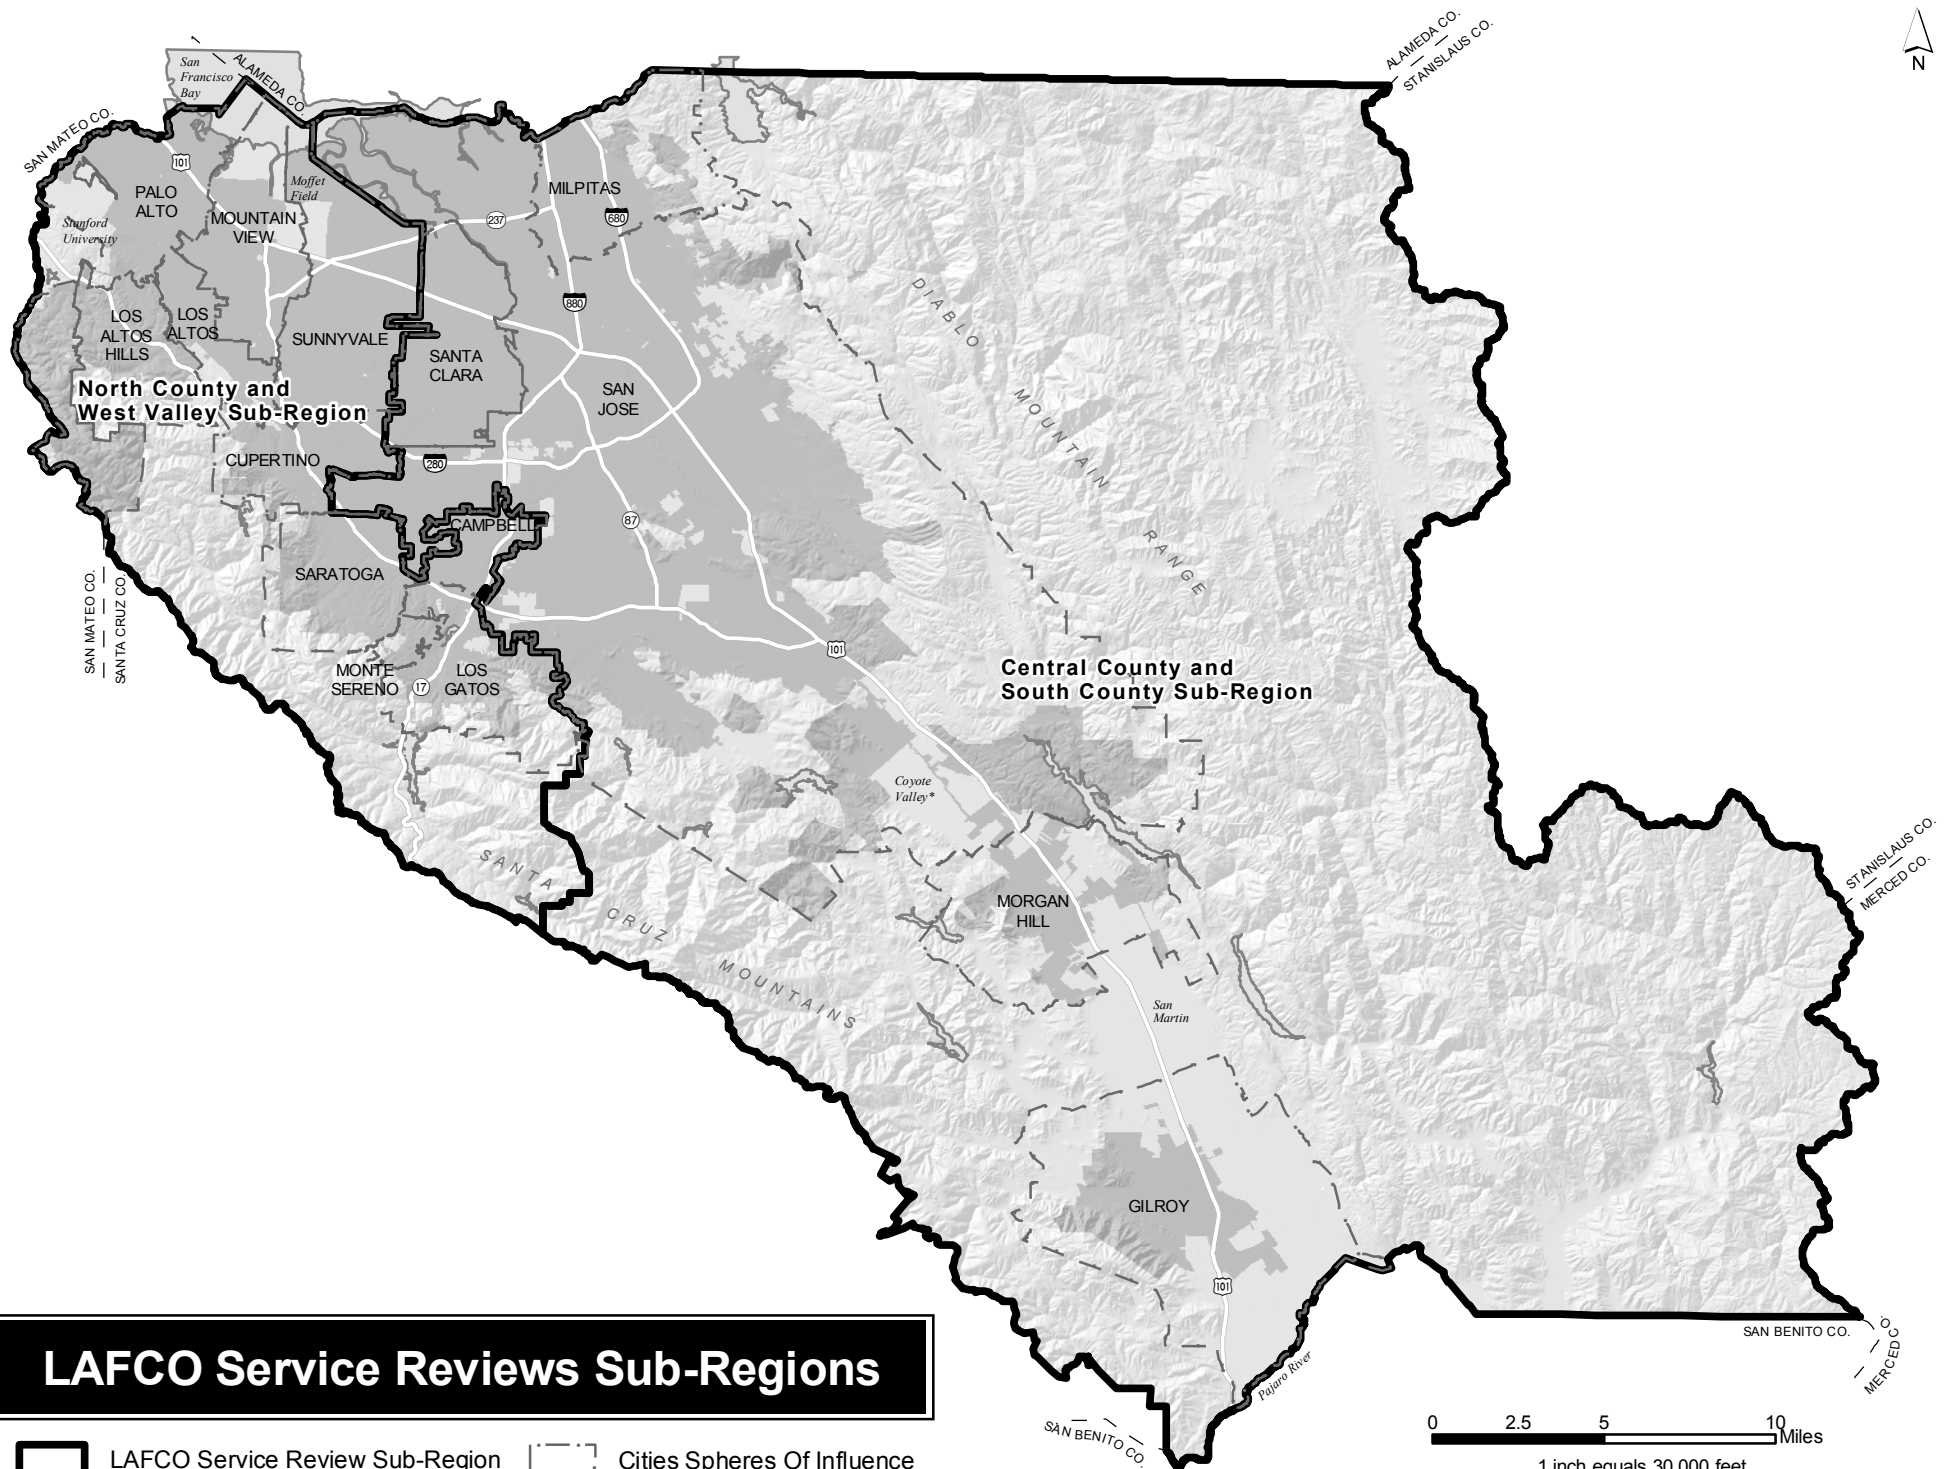 ALAMEDA CO.
STANISLAUS CO.
N
San
Francisco
Bay
ALAMEDA CO.
SAN MATEO CO.
101
PALO
ALTO
Moffet
Field
MILPITAS
680
237
MOUNTAIN
VIEW
Stanford
University
880
DIABLO
MOUNTAIN
RANGE
LOS
ALTOS
HILLS
LOS
ALTOS
SUNNYVALE
SANTA
CLARA
SAN
JOSE
North County and
West Valley Sub-Region
CUPERTINO
280
CAMPBELL
87
SARATOGA
SAN MATEO CO.
SANTA CRUZ CO.
101
MONTE
SERENO
17
LOS
GATOS
Central County and
South County Sub-Region
Coyote
Valley*
SANTA
CRUZ
MOUNTAINS
STANISLAUS CO.
MERCED CO.
MORGAN
HILL
San
Martin
GILROY
101
Pajaro River
SAN BENITO CO.
MERCED CO.
SAN BENITO CO.
LAFCO Service Reviews Sub-Regions
0 2.5 5 10
Miles
1 inch equals 30,000 feet
LAFCO Service Review Sub-Region
Cities Spheres Of Influence